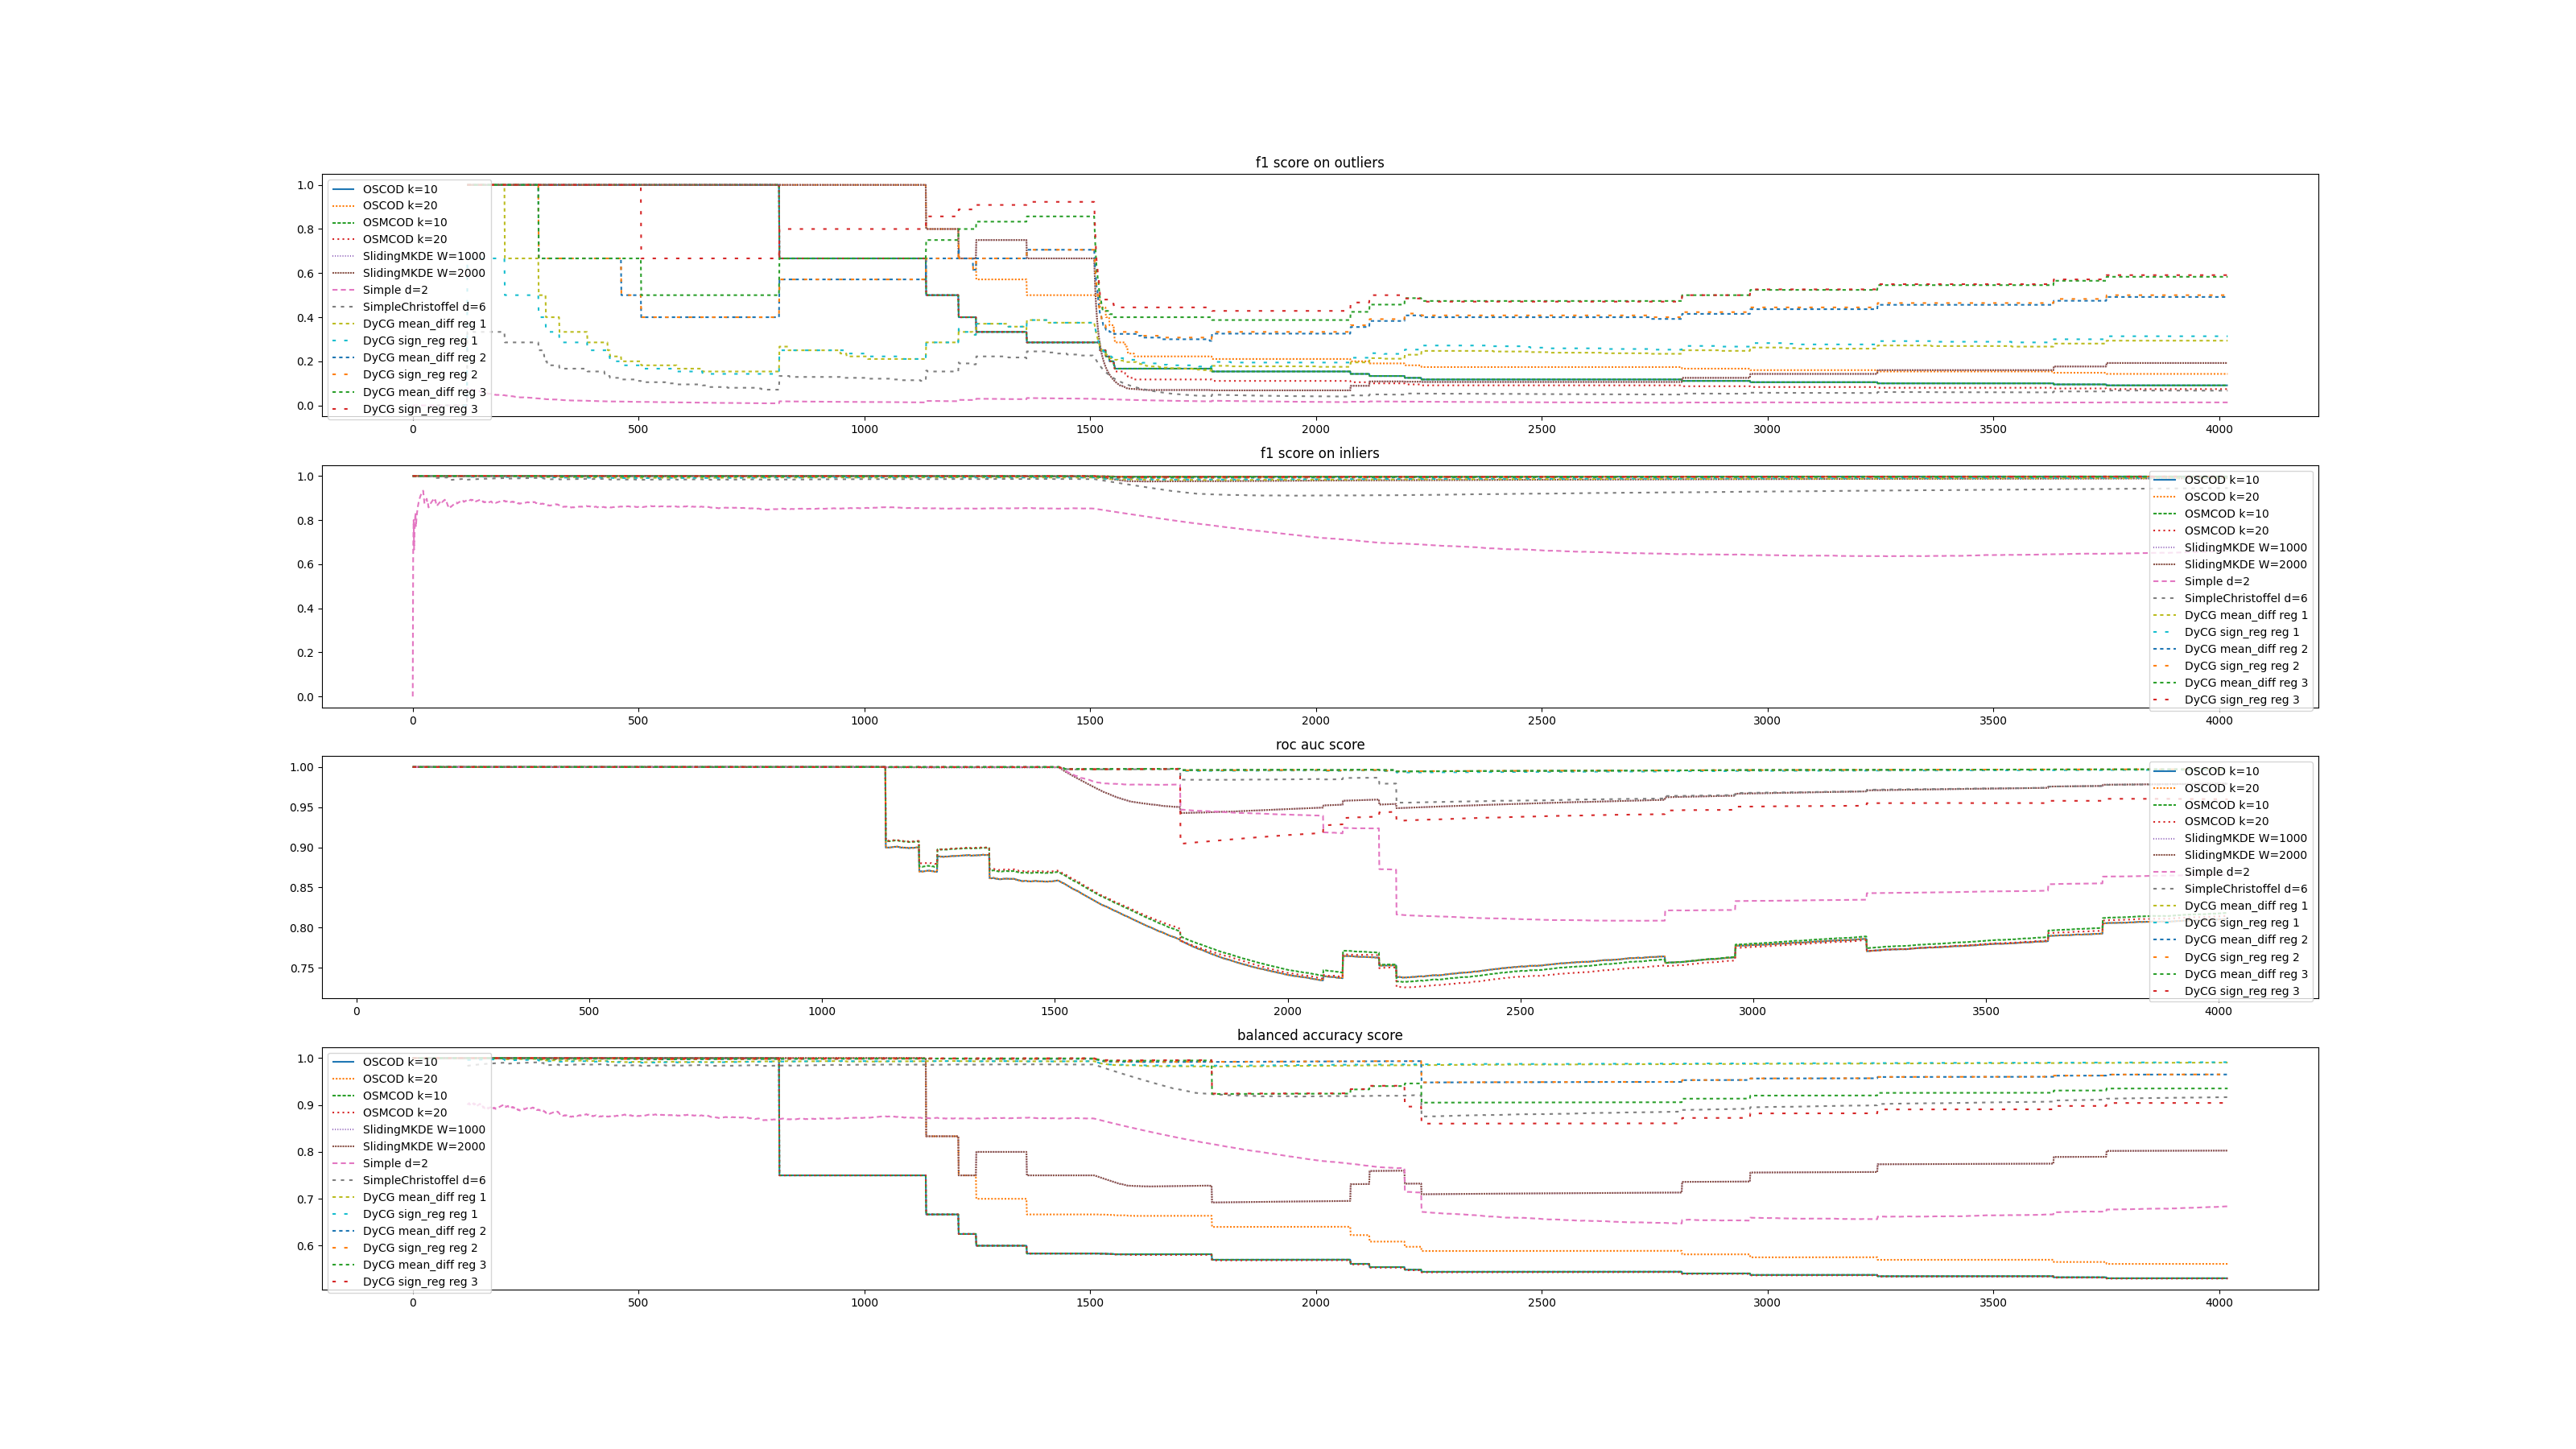 f1 score on outliers
1.0
0.8
0.6
0.4
0.2
0.0
OSCOD k=10
OSCOD k=20
OSMCOD k=10
OSMCOD k=20
SlidingMKDE W=1000
SlidingMKDE W=2000
Simple d=2
SimpleChristoffel d=6
DyCG mean_diff reg 1
DyCG sign_reg reg 1
DyCG mean_diff reg 2
DyCG sign_reg reg 2
DyCG mean_diff reg 3
DyCG sign_reg reg 3
0 500 1000 1500 2000 2500 3000 3500 4000
f1 score on inliers
1.0
0.8
0.6
0.4
0.2
0.0
OSCOD k=10
OSCOD k=20
OSMCOD k=10
OSMCOD k=20
SlidingMKDE W=1000
SlidingMKDE W=2000
Simple d=2
SimpleChristoffel d=6
DyCG mean_diff reg 1
DyCG sign_reg reg 1
DyCG mean_diff reg 2
DyCG sign_reg reg 2
DyCG mean_diff reg 3
DyCG sign_reg reg 3
0 500 1000 1500 2000 2500 3000 3500 4000
roc auc score
1.00
0.95
0.90
0.85
0.80
0.75
OSCOD k=10
OSCOD k=20
OSMCOD k=10
OSMCOD k=20
SlidingMKDE W=1000
SlidingMKDE W=2000
Simple d=2
SimpleChristoffel d=6
DyCG mean_diff reg 1
DyCG sign_reg reg 1
DyCG mean_diff reg 2
DyCG sign_reg reg 2
DyCG mean_diff reg 3
DyCG sign_reg reg 3
0 500 1000 1500 2000 2500 3000 3500 4000
balanced accuracy score
1.0
0.9
0.8
0.7
0.6
OSCOD k=10
OSCOD k=20
OSMCOD k=10
OSMCOD k=20
SlidingMKDE W=1000
SlidingMKDE W=2000
Simple d=2
SimpleChristoffel d=6
DyCG mean_diff reg 1
DyCG sign_reg reg 1
DyCG mean_diff reg 2
DyCG sign_reg reg 2
DyCG mean_diff reg 3
DyCG sign_reg reg 3
0 500 1000 1500 2000 2500 3000 3500 4000